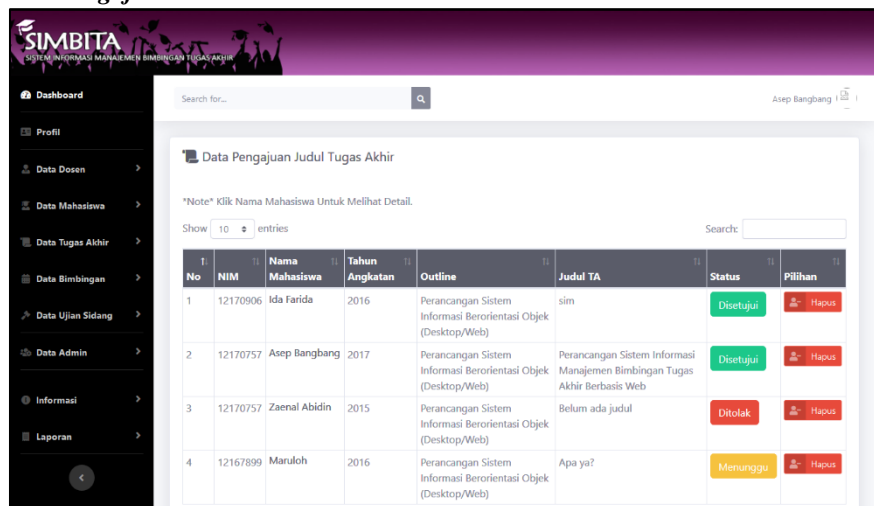 SIMBITA
SISTEM INFORMASI MANAJEMEN BIMBINGAN TUGAS AKHIR
Dashboard
Search for...
Asep Bangbang
Profil
Data Dosen
Data Mahasiswa
Data Tugas Akhir
Data Bimbingan
Data Ujian Sidang
Data Admin
Informasi
Laporan
Data Pengajuan Judul Tugas Akhir
*Note* Klik Nama Mahasiswa Untuk Melihat Detail.
Show 10 entries
Search:
No NIM Nama Mahasiswa Tahun Angkatan Outline Judul TA Status Pilihan
1 12170906 Ida Farida 2016 Perancangan Sistem sim Disetujui Hapus
Informasi Berorientasi Objek
(Desktop/Web)
2 12170757 Asep Bangbang 2017 Perancangan Sistem Perancangan Sistem Informasi Disetujui Hapus
Informasi Berorientasi Objek Manajemen Bimbingan Tugas
(Desktop/Web) Akhir Berbasis Web
3 12170757 Zaenal Abidin 2015 Perancangan Sistem Belum ada judul Ditolak Hapus
Informasi Berorientasi Objek
(Desktop/Web)
4 12167899 Maruloh 2016 Perancangan Sistem Apa ya? Menunggu Hapus
Informasi Berorientasi Objek
(Desktop/Web)